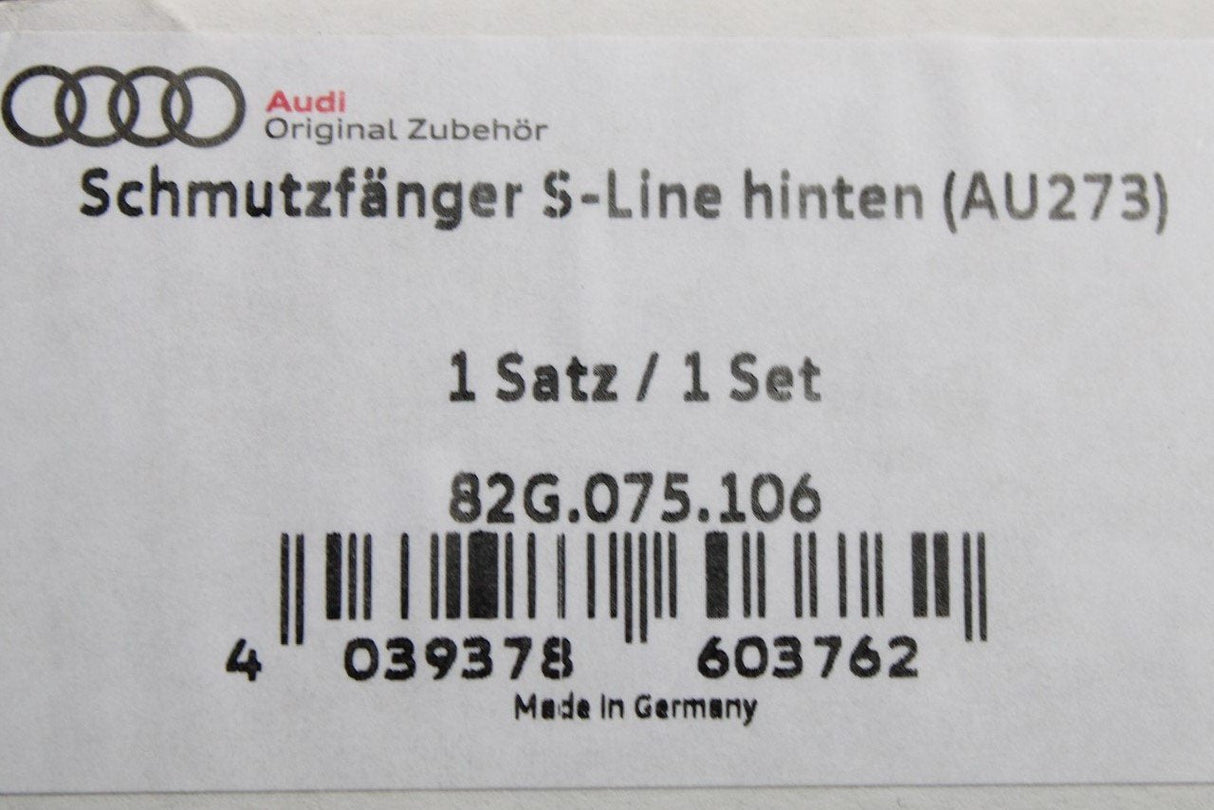 Audi
Original Zubehör
Schmutzfänger S-Line hinten (AU273)
1 Satz / 1 Set
82G.075.106
4 039378 603762
Made in Germany